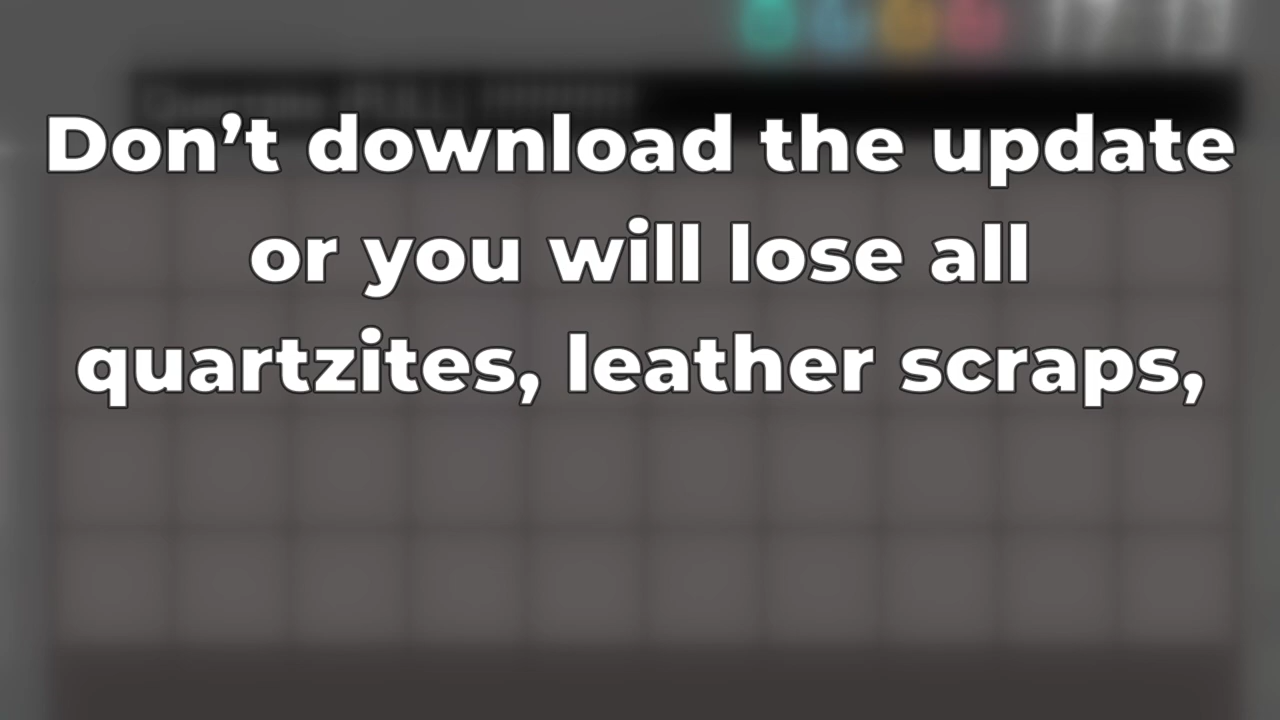 Don’t download the update
or you will lose all
quartzites, leather scraps,